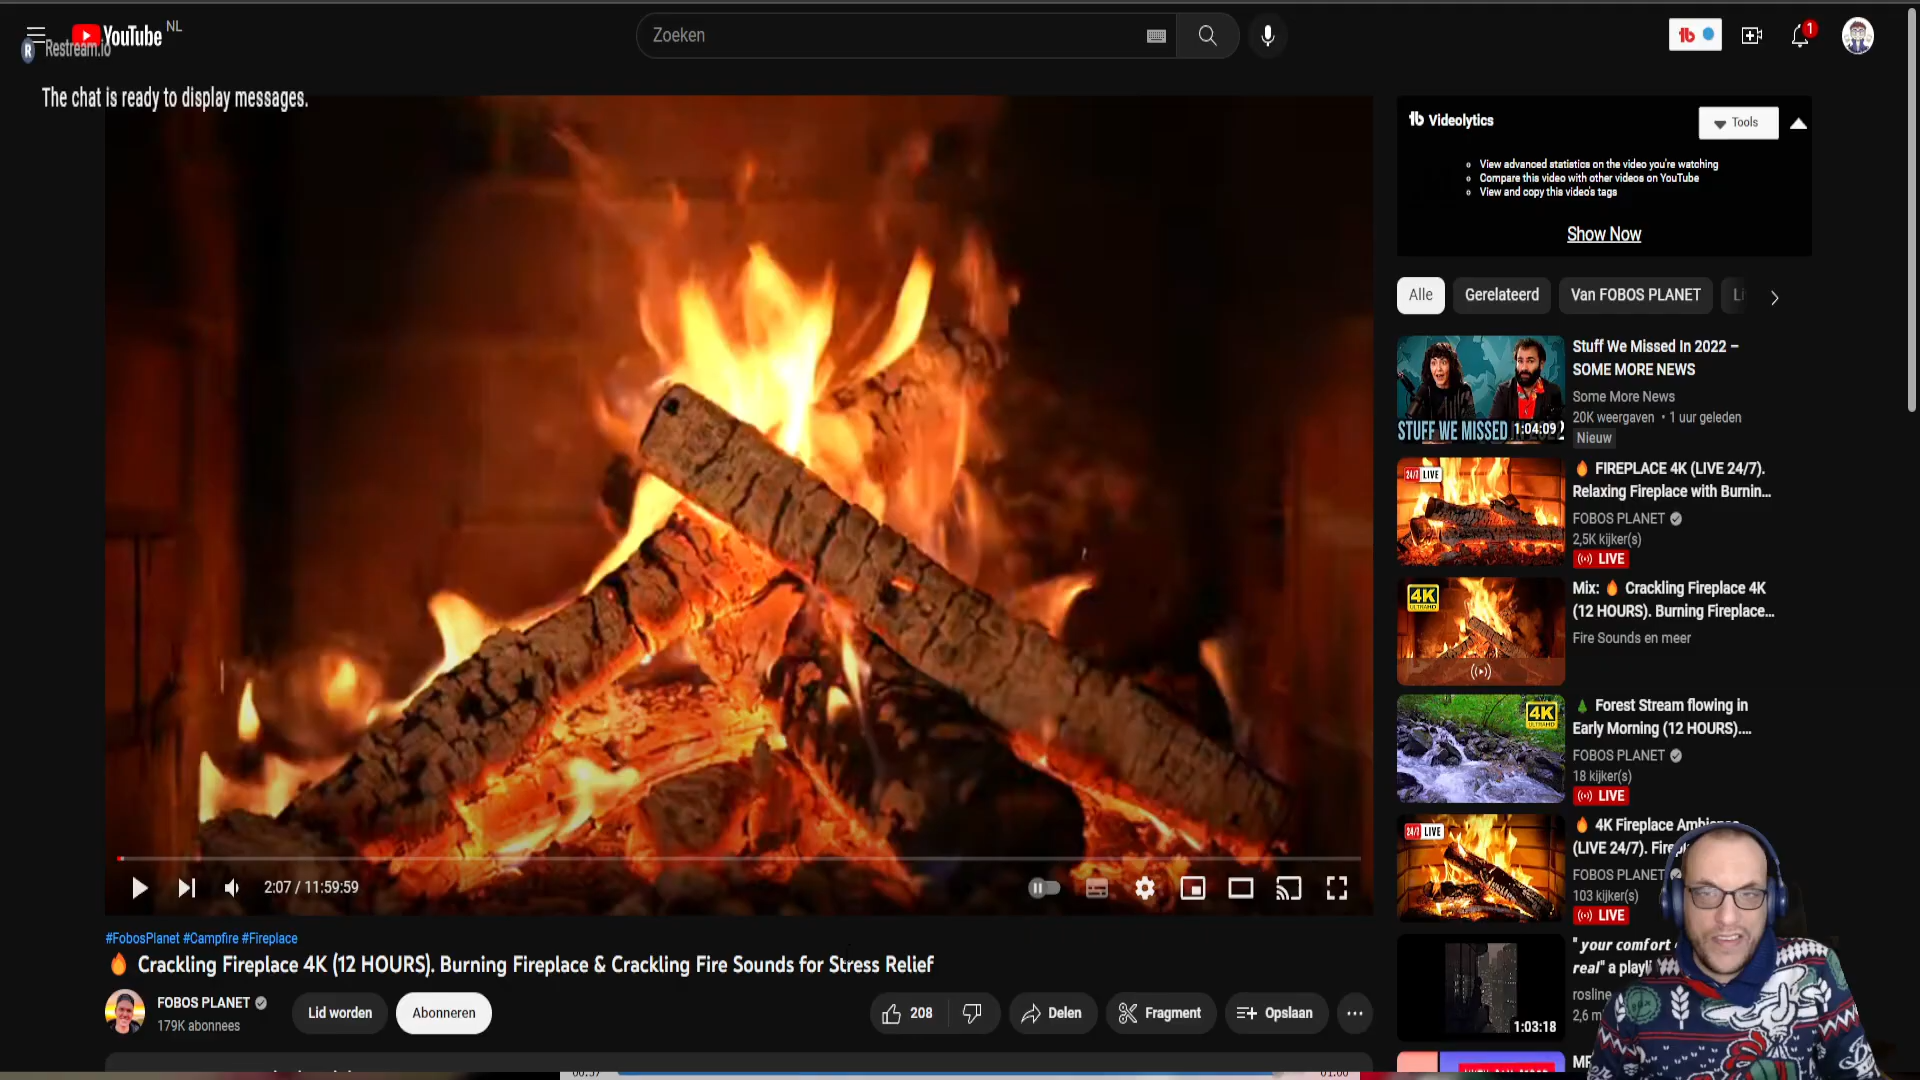 YouTube NL
Restream.io
Zoeken
1
The chat is ready to display messages.
Videolytics
Tools
View advanced statistics on the video you're watching
Compare this video with other videos on YouTube
View and copy this video's tags
Show Now
Alle
Gerelateerd
Van FOBOS PLANET
STUFF WE MISSED
1:04:09
Stuff We Missed In 2022 –
SOME MORE NEWS
Some More News
20K weergaven • 1 uur geleden
Nieuw
24/7 LIVE
FIREPLACE 4K (LIVE 24/7).
Relaxing Fireplace with Burnin...
FOBOS PLANET
2,5K kijker(s)
LIVE
4K
ULTRA HD
Mix: Crackling Fireplace 4K
(12 HOURS). Burning Fireplace...
Fire Sounds en meer
4K
ULTRA HD
Forest Stream flowing in
Early Morning (12 HOURS)....
FOBOS PLANET
18 kijker(s)
LIVE
24/7 LIVE
4K Fireplace
(LIVE 24/7).
FOBOS PLANET
103 kijker(s)
LIVE
"your comfort
real" a
rosline
1:03:18
2:07 / 11:59:59
#FobosPlanet #Campfire #Fireplace
Crackling Fireplace 4K (12 HOURS). Burning Fireplace & Crackling Fire Sounds for Stress Relief
FOBOS PLANET
179K abonnees
Lid worden
Abonneren
208
Delen
Fragment
Opslaan